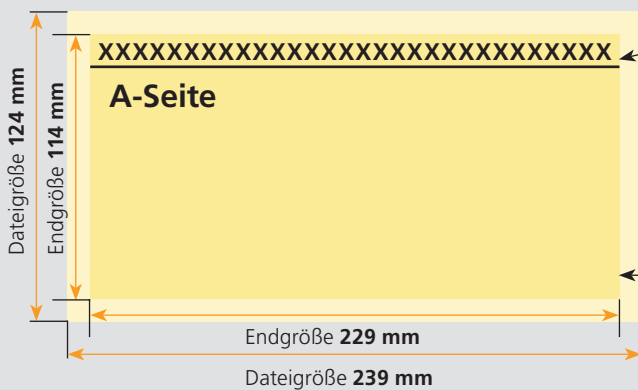 XXXXXXXXXXXXXXXXXXXXXXXXXXXXXX
A-Seite
Dateigröße 124 mm
Endgröße 114 mm
Endgröße 229 mm
Dateigröße 239 mm